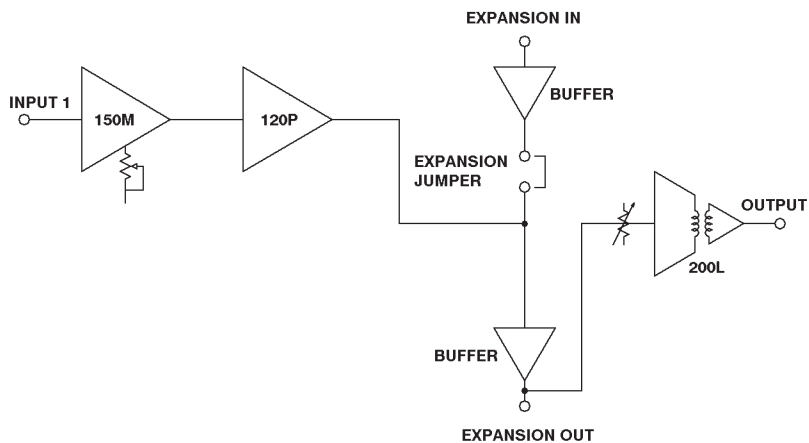 EXPANSION IN
INPUT 1
150M
120P
BUFFER
EXPANSION
JUMPER
OUTPUT
200L
BUFFER
EXPANSION OUT